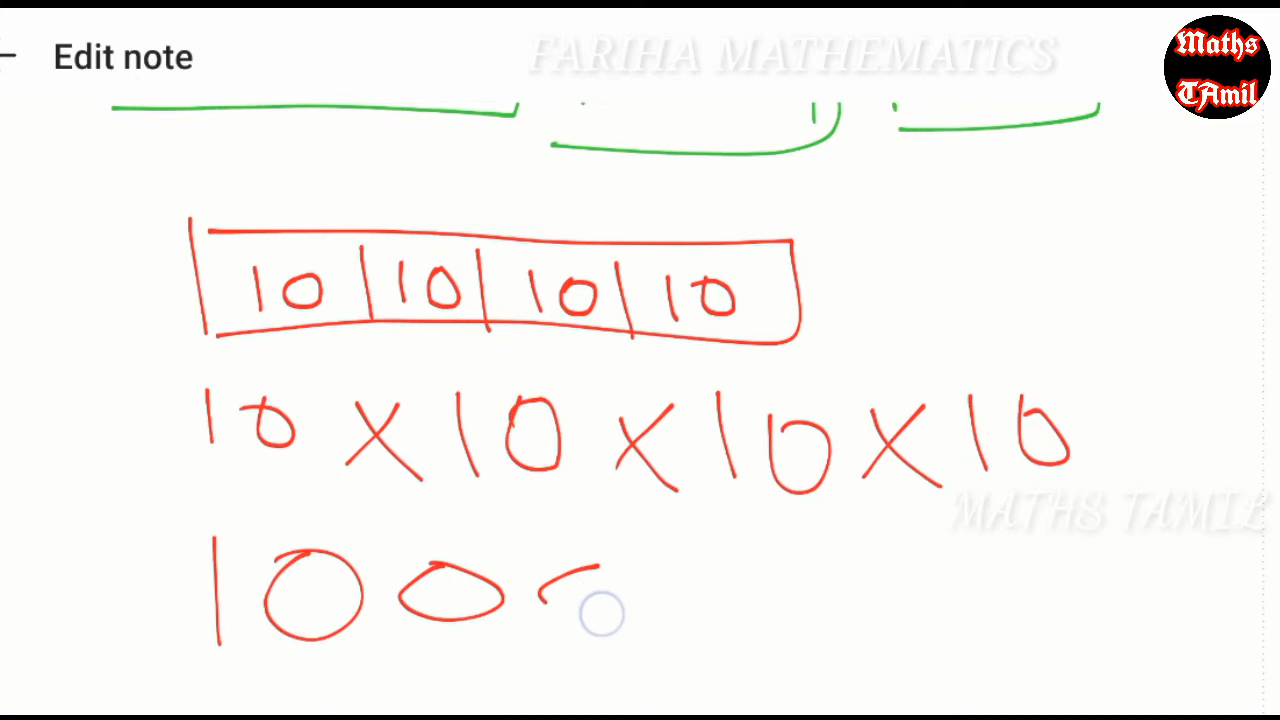 Edit note
FARIHA MATHEMATICS
Maths
TAmil
10 | 10 | 10 | 10
10 × 10 × 10 × 10
MATHS TAMIL
100